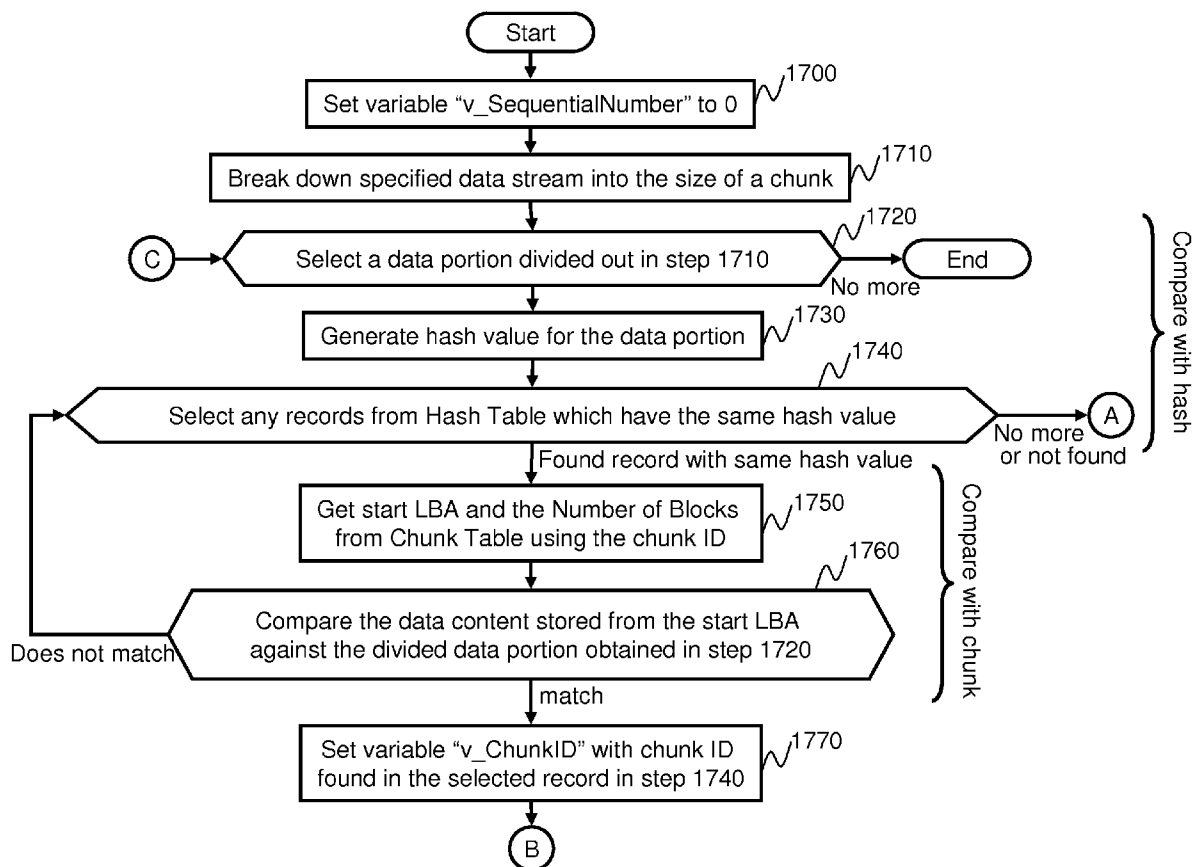 Start
1700
Set variable “v_SequentialNumber” to 0
1710
Break down specified data stream into the size of a chunk
1720
C
Select a data portion divided out in step 1710
End
No more
1730
Generate hash value for the data portion
1740
Select any records from Hash Table which have the same hash value
A
No more
or not found
Compare with hash
Found record with same hash value
1750
Get start LBA and the Number of Blocks
from Chunk Table using the chunk ID
1760
Compare the data content stored from the start LBA
against the divided data portion obtained in step 1720
Does not match
Compare with chunk
match
1770
Set variable “v_ChunkID” with chunk ID
found in the selected record in step 1740
B